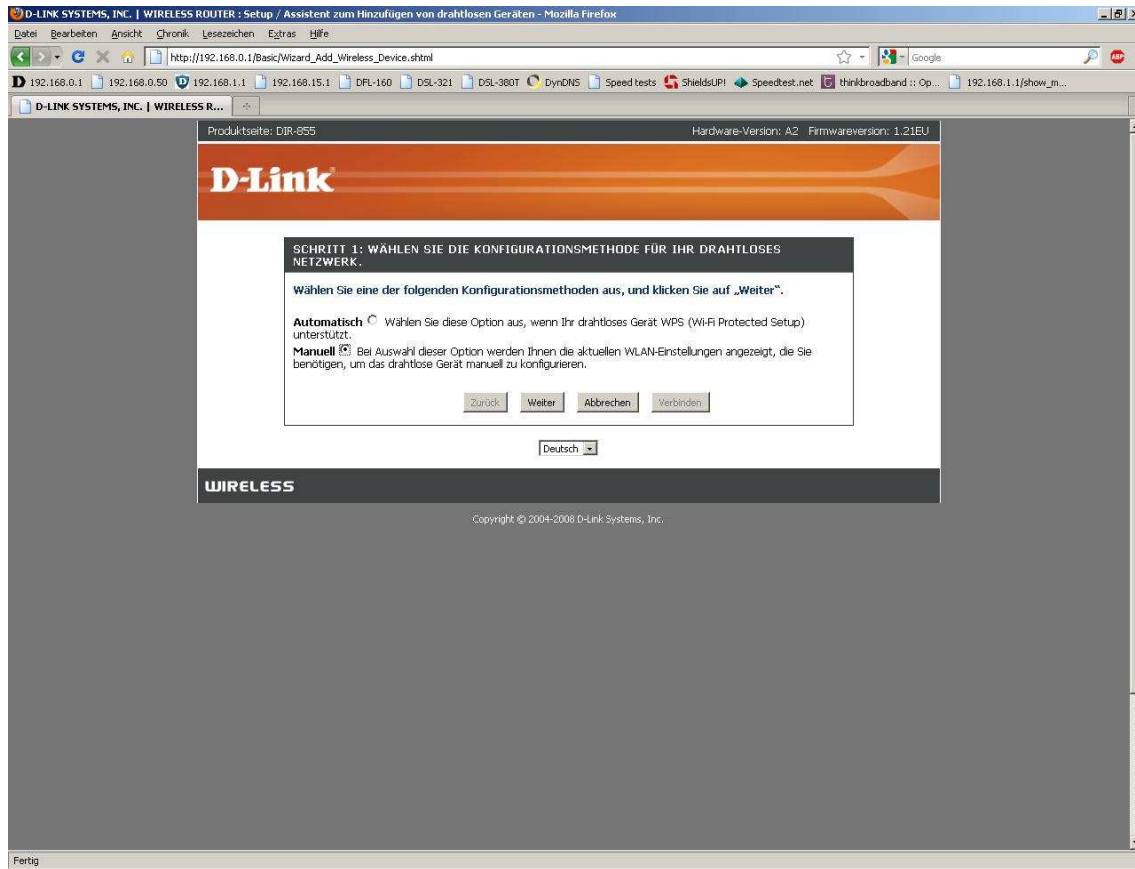 D-LINK SYSTEMS, INC. | WIRELESS ROUTER : Setup / Assistent zum Hinzufügen von drahtlosen Geräten - Mozilla Firefox
Datei Bearbeiten Ansicht Chronik Lesezeichen Extras Hilfe
http://192.168.0.1/Basic/Wizard_Add_Wireless_Device.shtml Google ABP
192.168.0.1 192.168.0.50 192.168.1.1 192.168.15.1 DFL-160 DSL-321 DSL-380T DynDNS Speed tests ShieldsUP! Speedtest.net thinkbroadband :: Op... 192.168.1.1/show_m...
D-LINK SYSTEMS, INC. | WIRELESS R...
Produktseite: DIR-855 Hardware-Version: A2 Firmwareversion: 1.21EU
D-Link
SCHRITT 1: WÄHLEN SIE DIE KONFIGURATIONSMETHODE FÜR IHR DRAHTLOSES
NETZWERK.
Wählen Sie eine der folgenden Konfigurationsmethoden aus, und klicken Sie auf „Weiter“.
Automatisch Wählen Sie diese Option aus, wenn Ihr drahtloses Gerät WPS (Wi-Fi Protected Setup)
unterstützt.
Manuell Bei Auswahl dieser Option werden Ihnen die aktuellen WLAN-Einstellungen angezeigt, die Sie
benötigen, um das drahtlose Gerät manuell zu konfigurieren.
Zurück Weiter Abbrechen Verbinden
Deutsch
WIRELESS
Copyright © 2004-2008 D-Link Systems, Inc.
Fertig